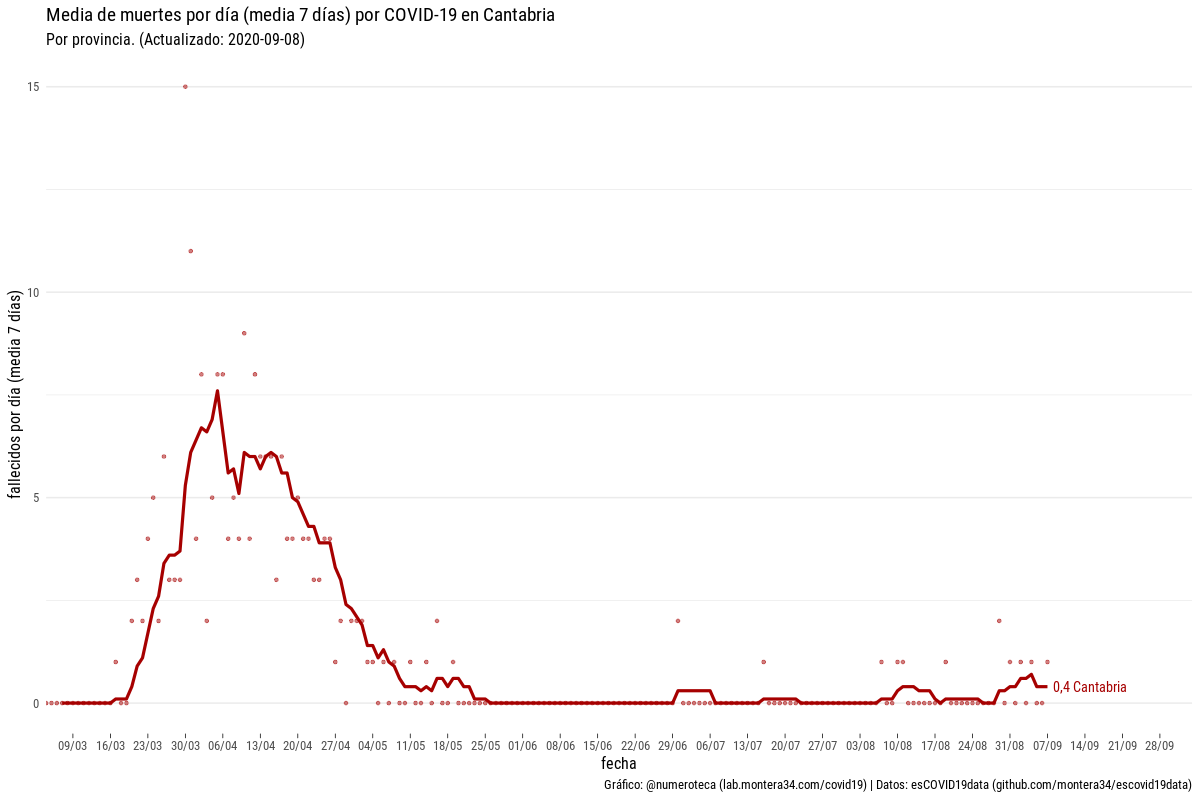 Media de muertes por día (media 7 días) por COVID-19 en Cantabria
Por provincia. (Actualizado: 2020-09-08)
fallecidos por día (media 7 días)
15
10
5
0
0,4 Cantabria
09/03 16/03 23/03 30/03 06/04 13/04 20/04 27/04 04/05 11/05 18/05 25/05 01/06 08/06 15/06 22/06 29/06 06/07 13/07 20/07 27/07 03/08 10/08 17/08 24/08 31/08 07/09 14/09 21/09 28/09
fecha
Gráfico: @numeroteca (lab.montera34.com/covid19) | Datos: esCOVID19data (github.com/montera34/escovid19data)